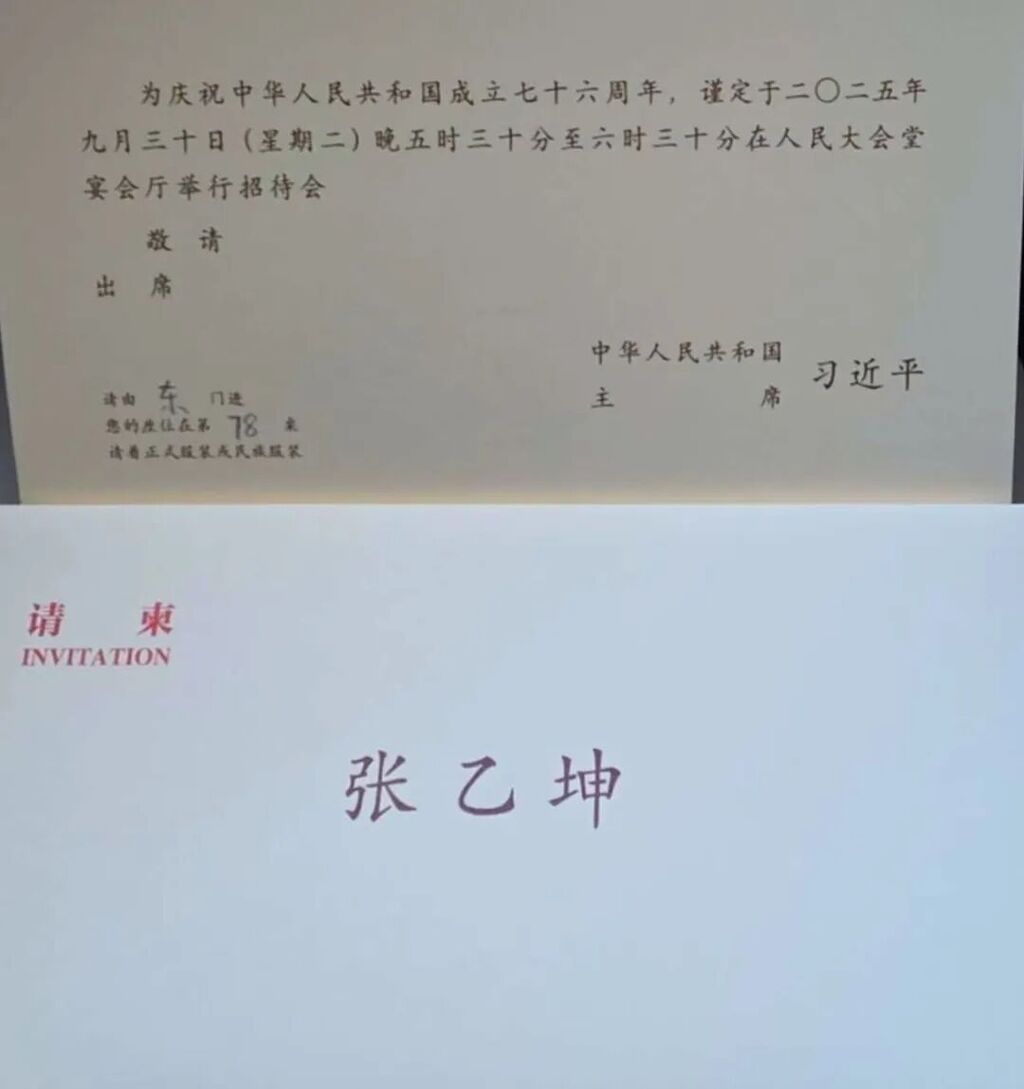 为庆祝中华人民共和国成立七十六周年，谨定于二〇二五年
九月三十日（星期二）晚五时三十分至六时三十分在人民大会堂
宴会厅举行招待会
敬 请
出 席
中华人民共和国
主 席 习近平
请由 东 门进
您的座位在第 78 桌
请着正式服装或民族服装
请 柬
INVITATION
张乙坤